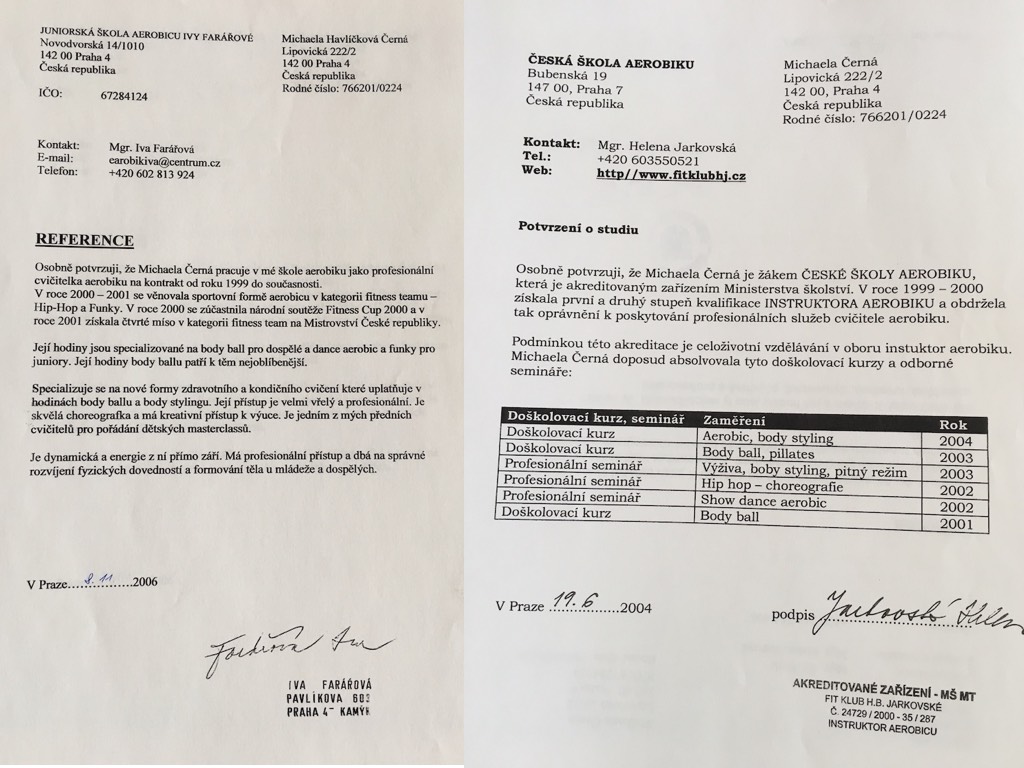 JUNIORSKÁ ŠKOLA AEROBICU IVY FARÁŘOVÉ
Novodvorská 14/1010
142 00 Praha 4
Česká republika
IČO: 67284124
Michaela Havlíčková Černá
Lipovická 222/2
142 00 Praha 4
Česká republika
Rodné číslo: 766201/0224
Kontakt: Mgr. Iva Farářová
E-mail: earobikiva@centrum.cz
Telefon: +420 602 813 924
REFERENCE
Osobně potvrzuji, že Michaela Černá pracuje v mé škole aerobiku jako profesionální
cvičitelka aerobiku na kontrakt od roku 1999 do současnosti.
V roce 2000 – 2001 se věnovala sportovní formě aerobicu v kategorii fitness teamu –
Hip-Hop a Funky. V roce 2000 se zúčastnila národní soutěže Fitness Cup 2000 a v
roce 2001 získala čtvrté míso v kategorii fitness team na Mistrovství České republiky.
Její hodiny jsou specializované na body ball pro dospělé a dance aerobic a funky pro
juniory. Její hodiny body ballu patří k těm nejoblíbenější.
Specializuje se na nové formy zdravotního a kondičního cvičení které uplatňuje v
hodinách body ballu a body stylingu. Její přístup je velmi vřelý a profesionální. Je
skvělá choreografka a má kreativní přístup k výuce. Je jedním z mých předních
cvičitelů pro pořádání dětských masterclassů.
Je dynamická a energie z ní přímo září. Má profesionální přístup a dbá na správné
rozvíjení fyzických dovedností a formování těla u mládeže a dospělých.
V Praze....8. 11.......2006
Farářová Iva
IVA FARÁŘOVÁ
PAVLÍKOVA 603
PRAHA 4 - KAMÝK
ČESKÁ ŠKOLA AEROBIKU
Bubenská 19
147 00, Praha 7
Česká republika
Michaela Černá
Lipovická 222/2
142 00, Praha 4
Česká republika
Rodné číslo: 766201/0224
Kontakt: Mgr. Helena Jarkovská
Tel.: +420 603550521
Web: http//www.fitklubhj.cz
Potvrzení o studiu
Osobně potvrzuji, že Michaela Černá je žákem ČESKÉ ŠKOLY AEROBIKU,
která je akreditovaným zařízením Ministerstva školství. V roce 1999 – 2000
získala první a druhý stupeň kvalifikace INSTRUKTORA AEROBIKU a obdržela
tak oprávnění k poskytování profesionálních služeb cvičitele aerobiku.
Podmínkou této akreditace je celoživotní vzdělávání v oboru instuktor aerobiku.
Michaela Černá doposud absolvovala tyto doškolovací kurzy a odborné
semináře:
Doškolovací kurz, seminář Zaměření Rok
Doškolovací kurz Aerobic, body styling 2004
Doškolovací kurz Body ball, pillates 2003
Profesionální seminář Výživa, boby styling, pitný režim 2003
Profesionální seminář Hip hop – choreografie 2002
Profesionální seminář Show dance aerobic 2002
Doškolovací kurz Body ball 2001
V Praze 19.6.......2004
podpis Jarkovská Helen
AKREDITOVANÉ ZAŘÍZENÍ - MŠ MT
FIT KLUB H.B. JARKOVSKÉ
Č. 24729 / 2000 - 35 / 287
INSTRUKTOR AEROBICU